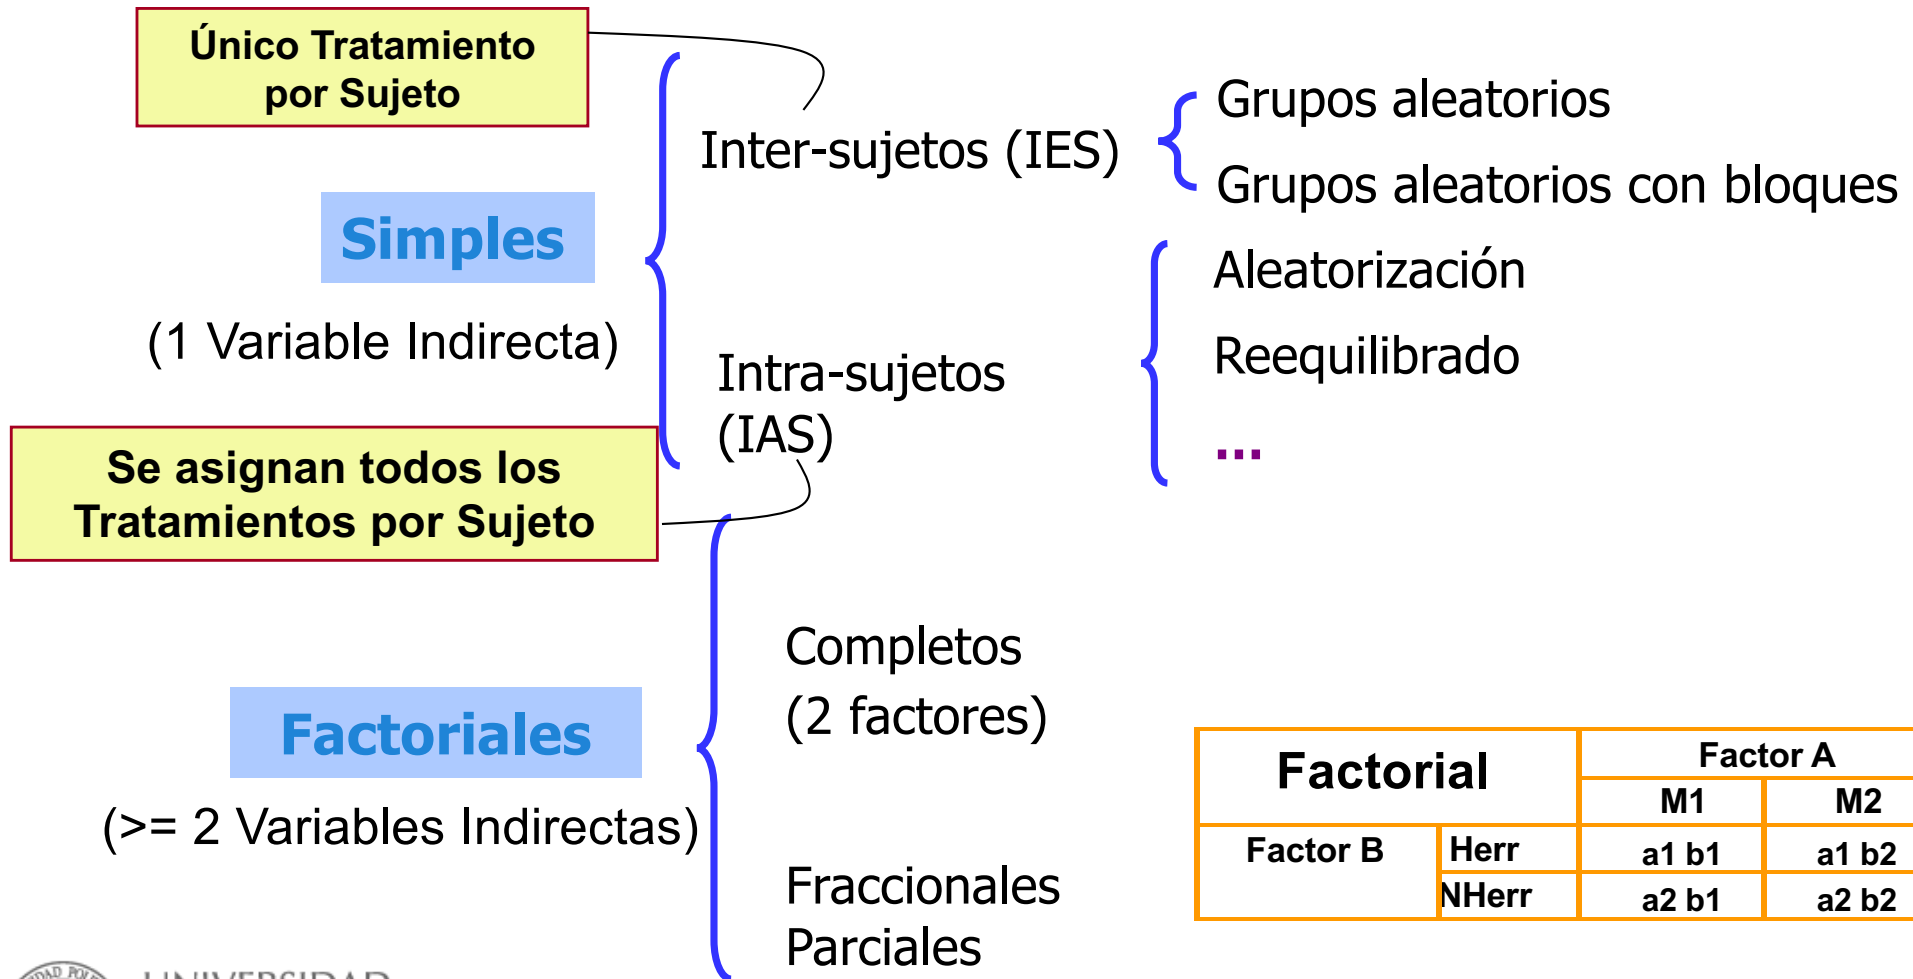 Único Tratamiento
por Sujeto
Inter-sujetos (IES)
Grupos aleatorios
Grupos aleatorios con bloques
Simples
(1 Variable Indirecta)
Aleatorización
Reequilibrado
...
Intra-sujetos
(IAS)
Se asignan todos los
Tratamientos por Sujeto
Factoriales
(>= 2 Variables Indirectas)
Completos
(2 factores)
Fraccionales
Parciales
Factorial
Factor A
M1
M2
Factor B
Herr
a1 b1
a1 b2
NHerr
a2 b1
a2 b2
UNIVERSIDAD